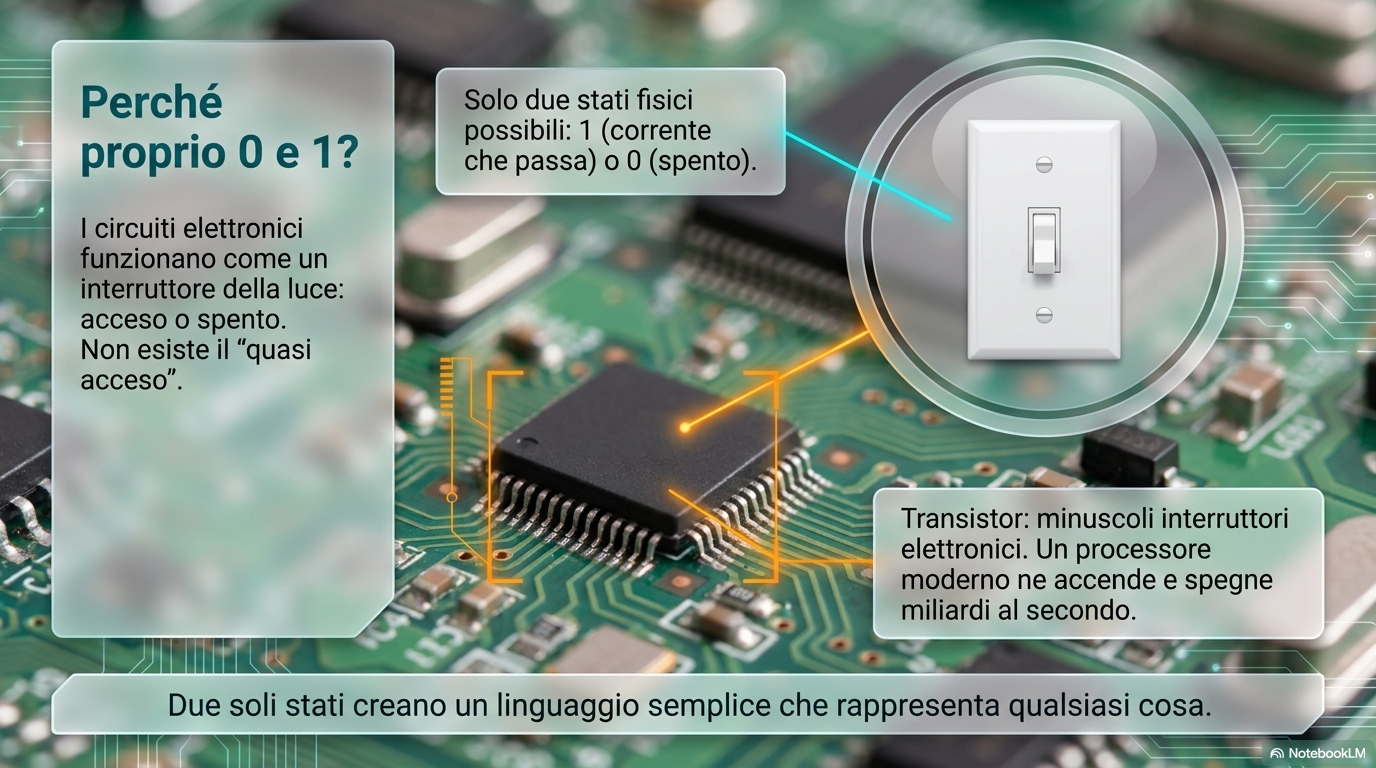 Perché
proprio 0 e 1?
I circuiti elettronici
funzionano come un
interruttore della luce:
acceso o spento.
Non esiste il “quasi
acceso”.
Solo due stati fisici
possibili: 1 (corrente
che passa) o 0 (spento).
Transistor: minuscoli interruttori
elettronici. Un processore
moderno ne accende e spegne
miliardi al secondo.
Due soli stati creano un linguaggio semplice che rappresenta qualsiasi cosa.
NotebookLM